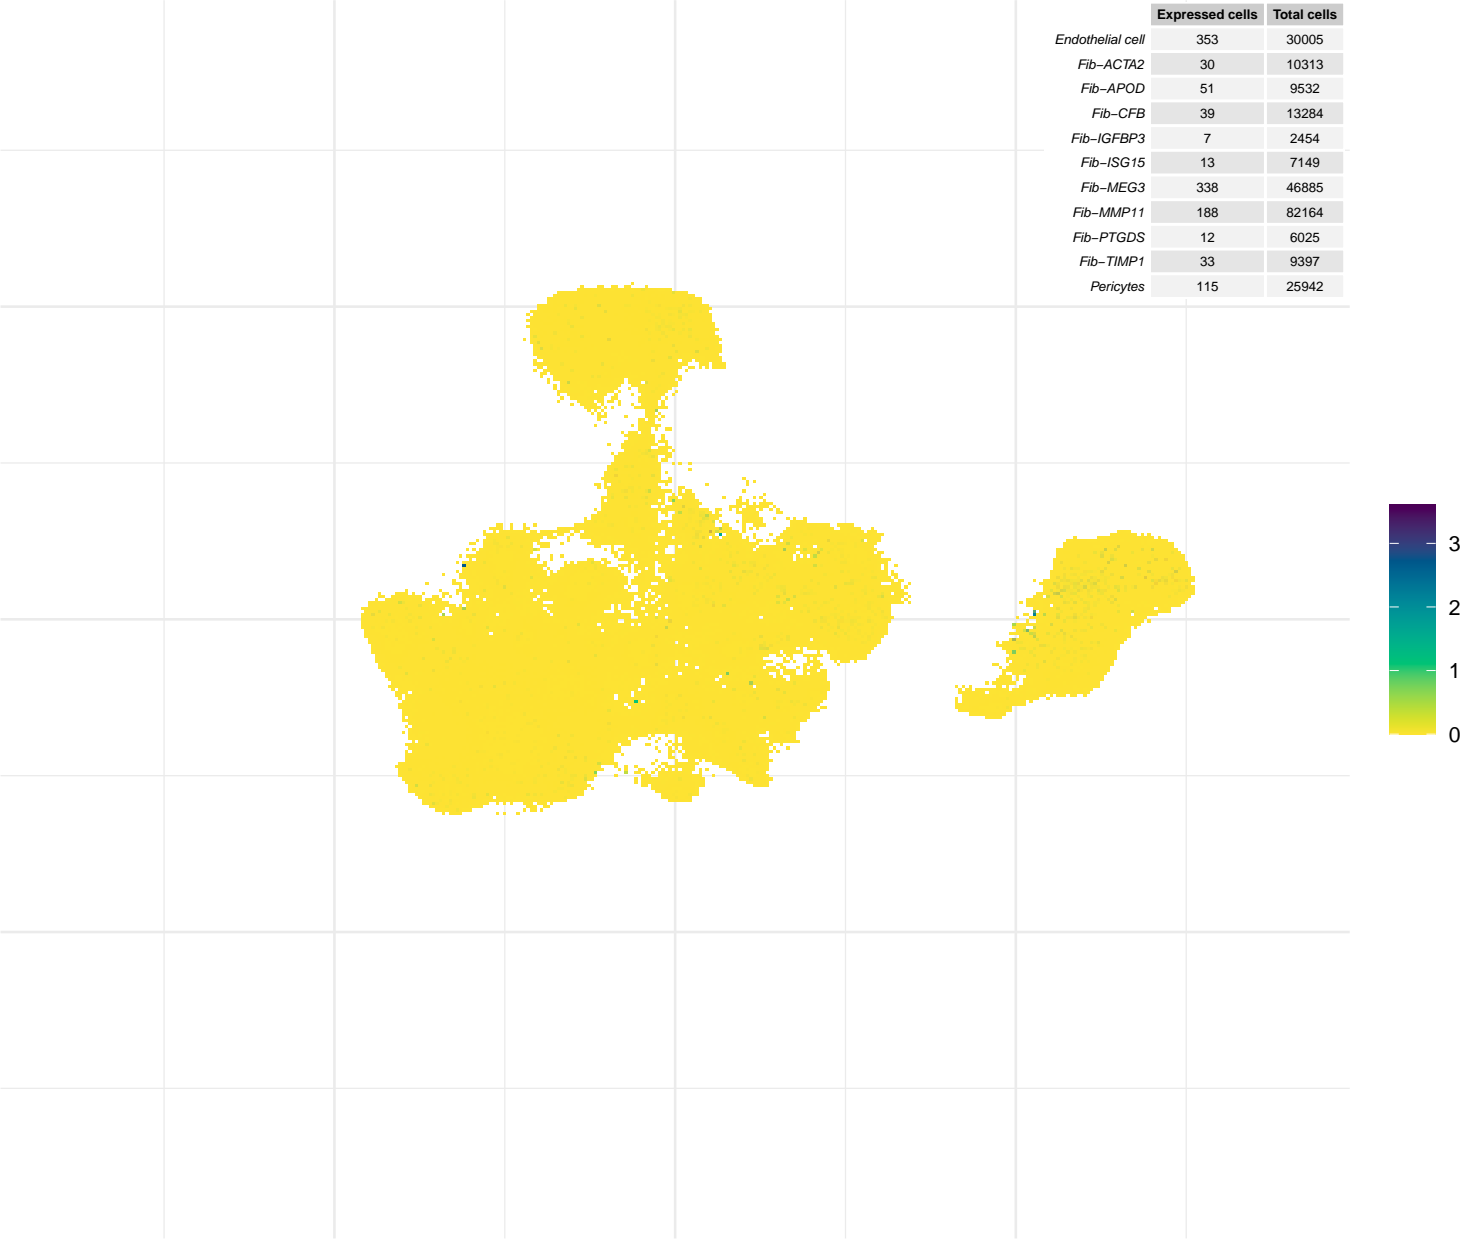 Expressed cells Total cells
Endothelial cell 353 30005
Fib−ACTA2 30 10313
Fib−APOD 51 9532
Fib−CFB 39 13284
Fib−IGFBP3 7 2454
Fib−ISG15 13 7149
Fib−MEG3 338 46885
Fib−MMP11 188 82164
Fib−PTGDS 12 6025
Fib−TIMP1 33 9397
Pericytes 115 25942
3
2
1
0